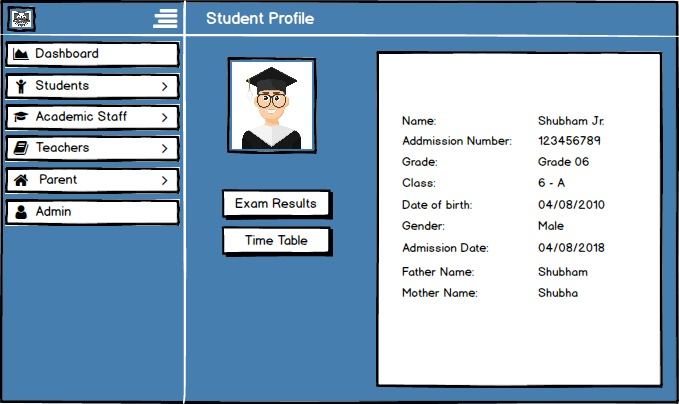 Student Profile
Dashboard
Students
Academic Staff
Teachers
Parent
Admin
Exam Results
Time Table
Name: Shubham Jr.
Addmission Number: 123456789
Grade: Grade 06
Class: 6 - A
Date of birth: 04/08/2010
Gender: Male
Admission Date: 04/08/2018
Father Name: Shubham
Mother Name: Shubha